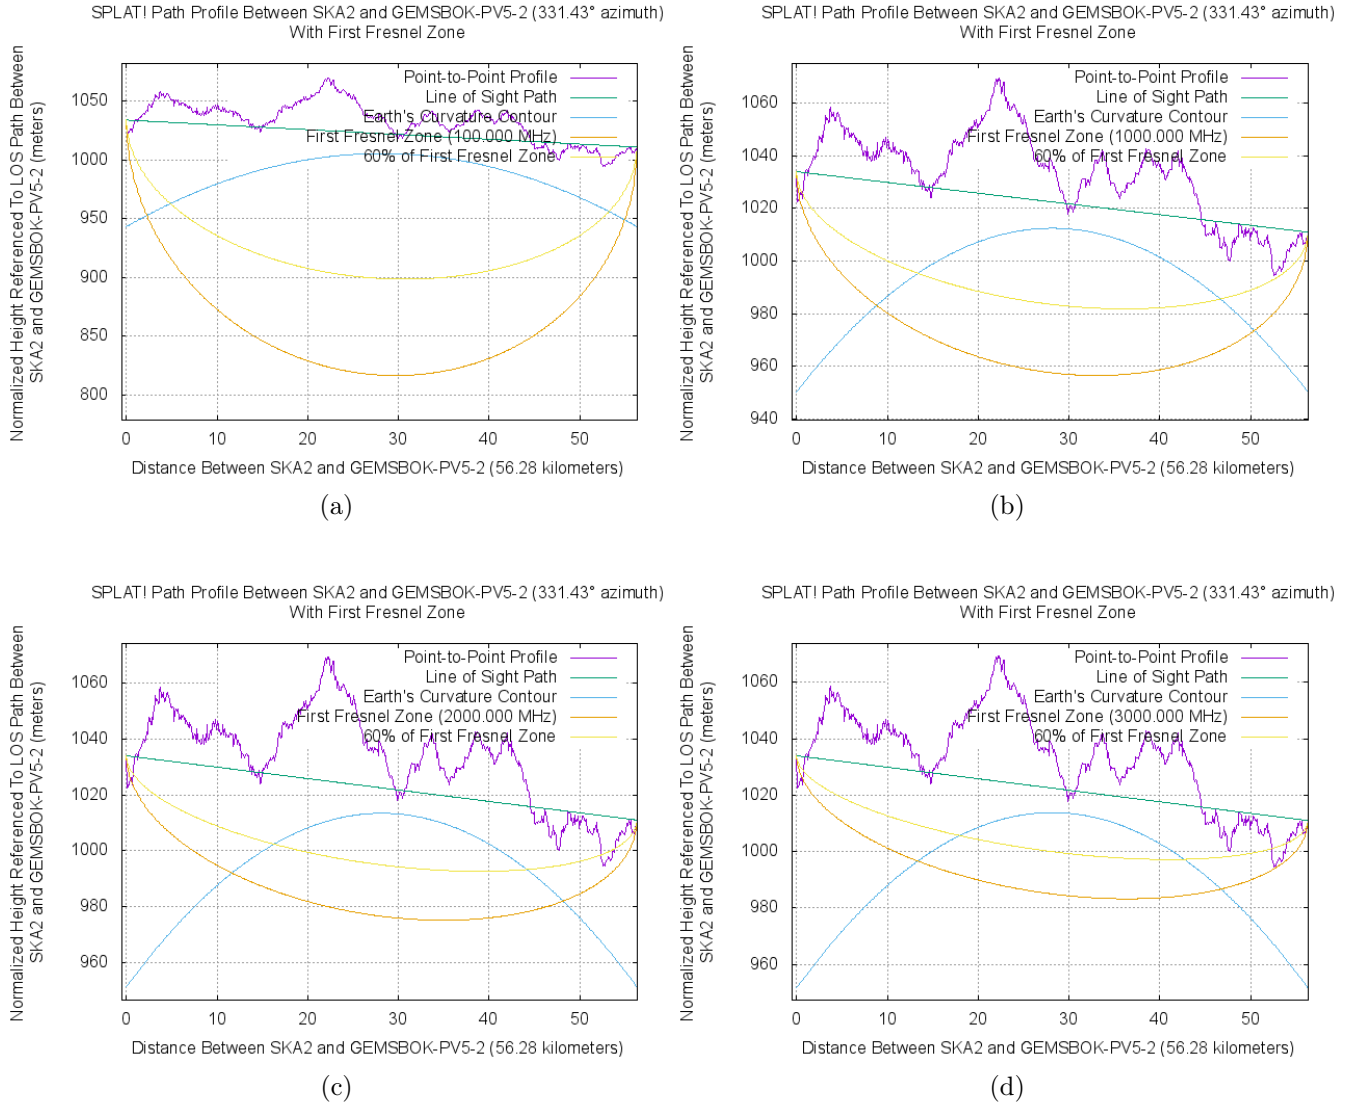 SPLAT! Path Profile Between SKA2 and GEMSBOK-PV5-2 (331.43° azimuth)
With First Fresnel Zone
Normalized Height Referenced To LOS Path Between
SKA2 and GEMSBOK-PV5-2 (meters)
Point-to-Point Profile
Line of Sight Path
Earth's Curvature Contour
First Fresnel Zone (100.000 MHz)
60% of First Fresnel Zone
1050
1000
950
900
850
800
0 10 20 30 40 50
Distance Between SKA2 and GEMSBOK-PV5-2 (56.28 kilometers)
(a)
SPLAT! Path Profile Between SKA2 and GEMSBOK-PV5-2 (331.43° azimuth)
With First Fresnel Zone
Normalized Height Referenced To LOS Path Between
SKA2 and GEMSBOK-PV5-2 (meters)
Point-to-Point Profile
Line of Sight Path
Earth's Curvature Contour
First Fresnel Zone (1000.000 MHz)
60% of First Fresnel Zone
1060
1040
1020
1000
980
960
940
0 10 20 30 40 50
Distance Between SKA2 and GEMSBOK-PV5-2 (56.28 kilometers)
(b)
SPLAT! Path Profile Between SKA2 and GEMSBOK-PV5-2 (331.43° azimuth)
With First Fresnel Zone
Normalized Height Referenced To LOS Path Between
SKA2 and GEMSBOK-PV5-2 (meters)
Point-to-Point Profile
Line of Sight Path
Earth's Curvature Contour
First Fresnel Zone (2000.000 MHz)
60% of First Fresnel Zone
1060
1040
1020
1000
980
960
0 10 20 30 40 50
Distance Between SKA2 and GEMSBOK-PV5-2 (56.28 kilometers)
(c)
SPLAT! Path Profile Between SKA2 and GEMSBOK-PV5-2 (331.43° azimuth)
With First Fresnel Zone
Normalized Height Referenced To LOS Path Between
SKA2 and GEMSBOK-PV5-2 (meters)
Point-to-Point Profile
Line of Sight Path
Earth's Curvature Contour
First Fresnel Zone (3000.000 MHz)
60% of First Fresnel Zone
1060
1040
1020
1000
980
960
0 10 20 30 40 50
Distance Between SKA2 and GEMSBOK-PV5-2 (56.28 kilometers)
(d)